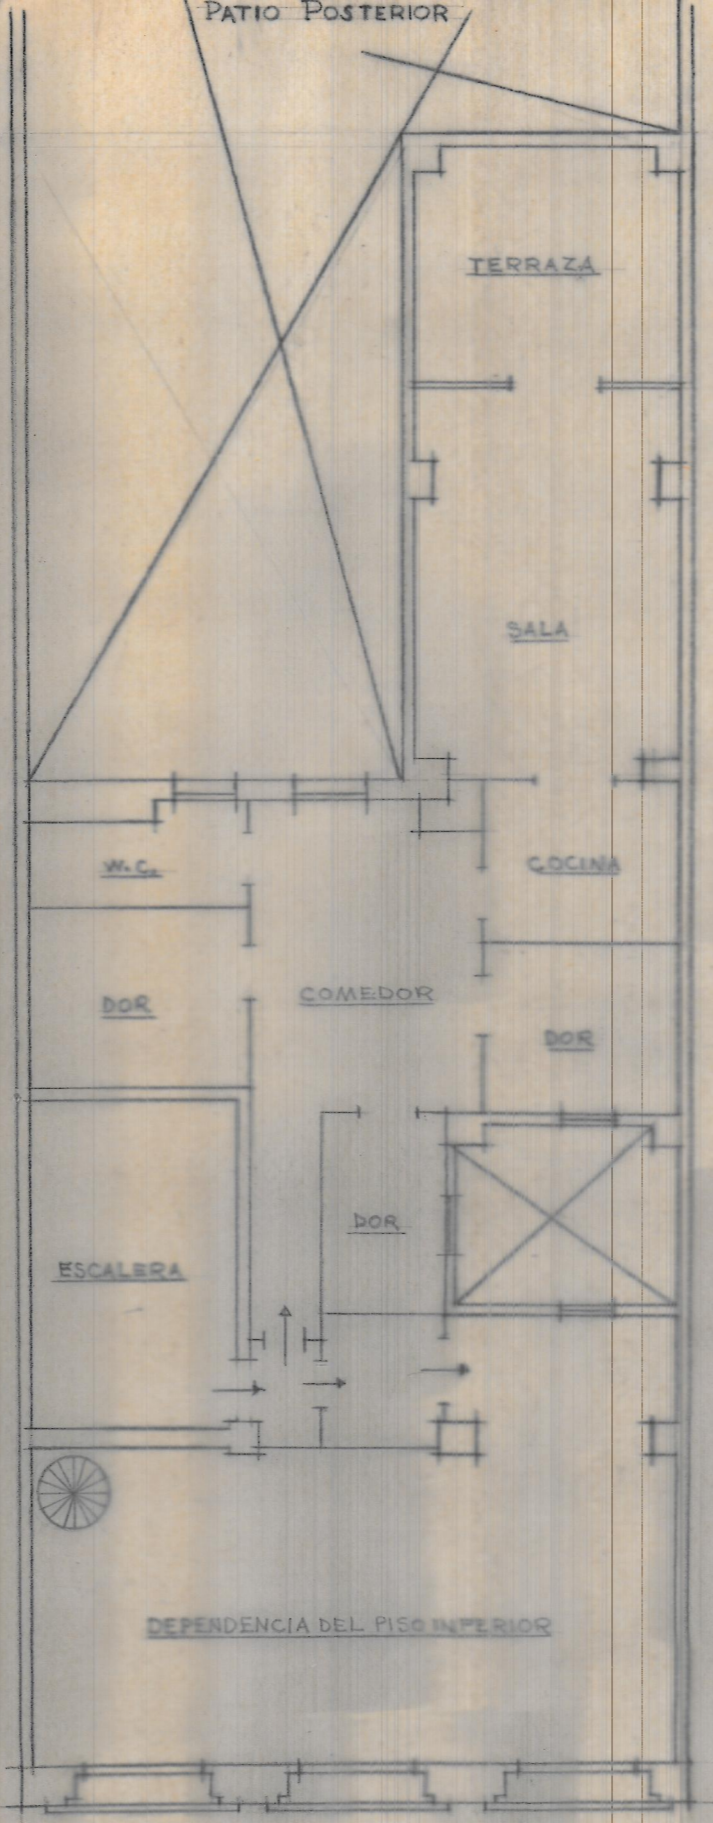 PATIO POSTERIOR
TERRAZA
SALA
W.C.
COCINA
DOR
COMEDOR
DOR
DOR
ESCALERA
DEPENDENCIA DEL PISO INFERIOR